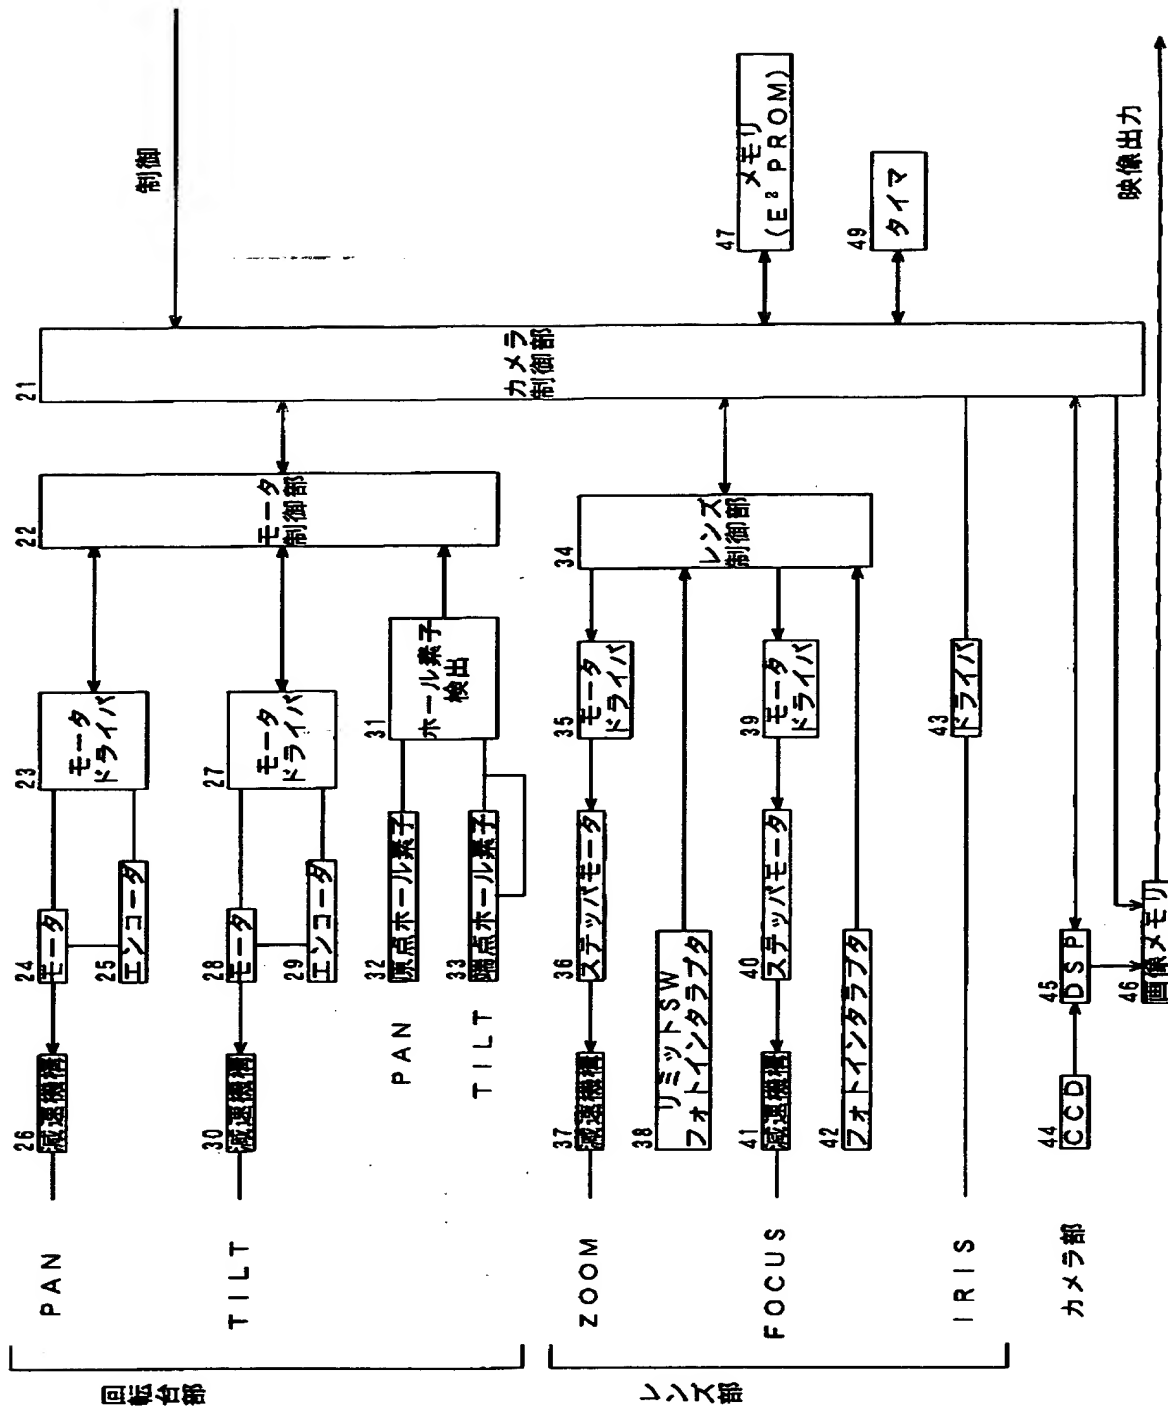 回転台部
PAN
26
減速機構
24
モータ
25
エンコーダ
23
モータ
ドライバ
TILT
30
減速機構
28
モータ
29
エンコーダ
27
モータ
ドライバ
PAN
32
原点ホール素子
TILT
33
端点ホール素子
31
ホール素子
検出
22
モータ
制御部
21
カメラ
制御部
制御
レンズ部
ZOOM
37
減速機構
36
ステッパモータ
35
モータ
ドライバ
38
リミットSW
フォトインタラプタ
FOCUS
41
減速機構
40
ステッパモータ
39
モータ
ドライバ
42
フォトインタラプタ
34
レンズ
制御部
IRIS
43
ドライバ
47
メモリ
(E² PROM)
49
タイマ
カメラ部
44
CCD
45
DSP
46
画像メモリ
映像出力